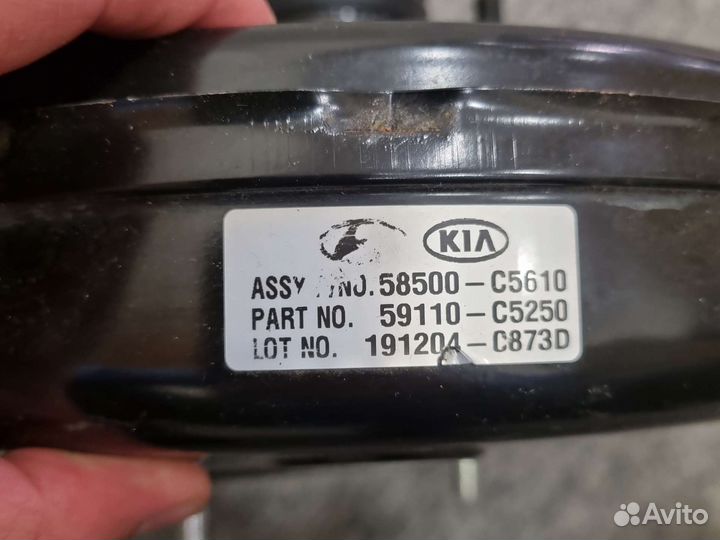 KIA
ASSY P/NO. 58500-C5610
PART NO. 59110-C5250
LOT NO. 191204-C873D
Avito